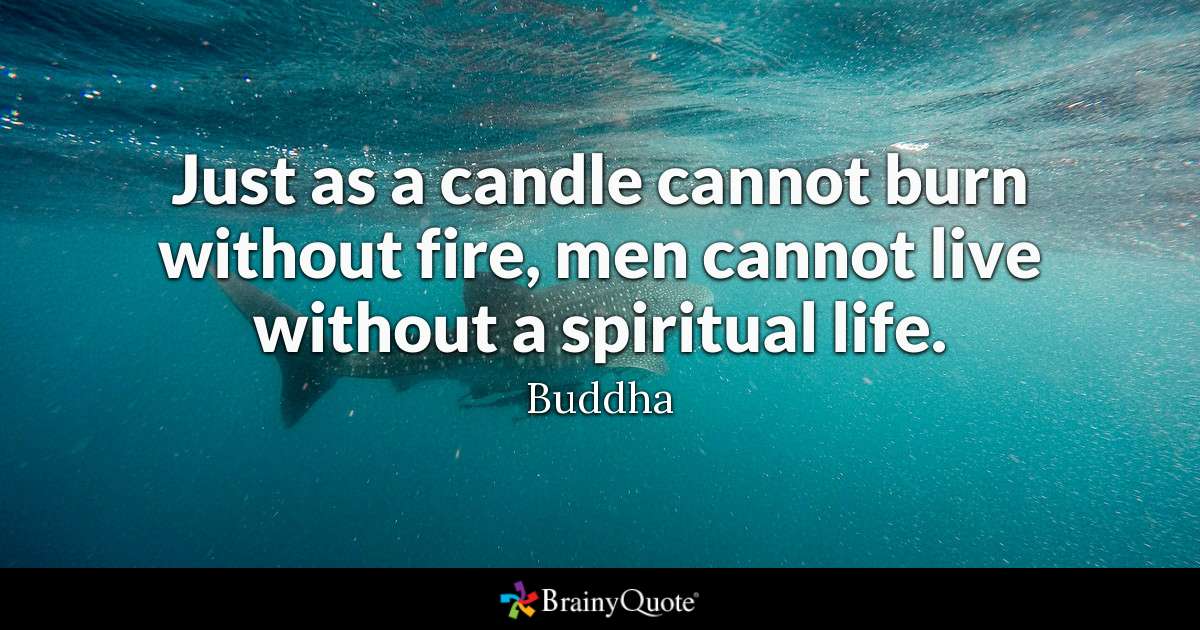 Just as a candle cannot burn
without fire, men cannot live
without a spiritual life.
Buddha
BrainyQuote®